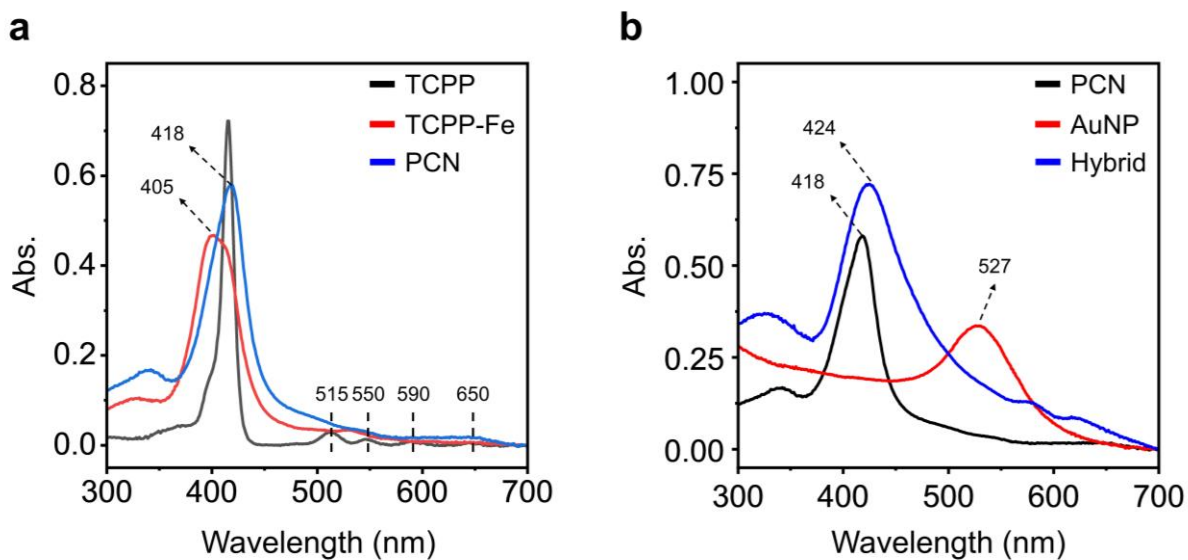 a
0.8
0.6
0.4
0.2
0.0
Abs.
300 400 500 600 700
Wavelength (nm)
TCPP
TCPP-Fe
PCN
418
405
515 550 590 650
b
1.00
0.75
0.50
0.25
0.00
Abs.
300 400 500 600 700
Wavelength (nm)
PCN
AuNP
Hybrid
424
418
527